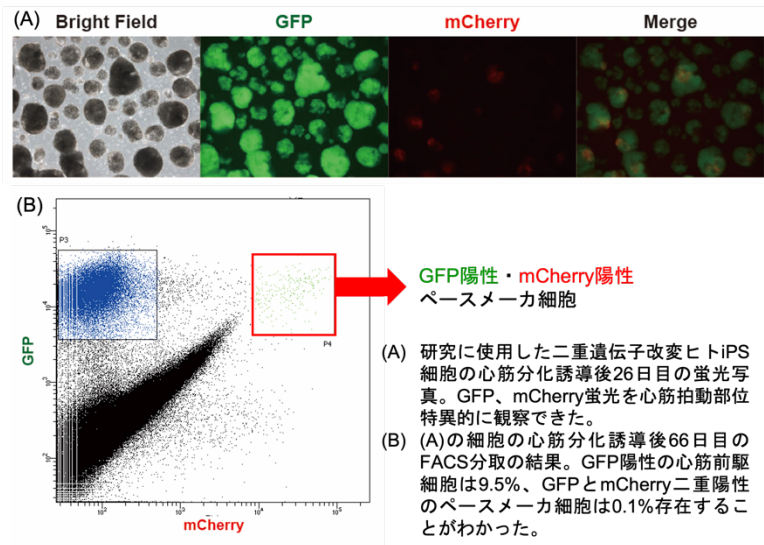 (A)
Bright Field
GFP
mCherry
Merge
(B)
10⁵
10⁴
10³
10²
GFP
P3
P4
10² 10³ 10⁴ 10⁵
mCherry
GFP陽性・mCherry陽性
ペースメーカ細胞
(A) 研究に使用した二重遺伝子改変ヒトiPS
細胞の心筋分化誘導後26日目の蛍光写
真。GFP、mCherry蛍光を心筋拍動部位
特異的に観察できた。
(B) (A)の細胞の心筋分化誘導後66日目の
FACS分取の結果。GFP陽性の心筋前駆
細胞は9.5%、GFPとmCherry二重陽性
のペースメーカ細胞は0.1%存在するこ
とがわかった。